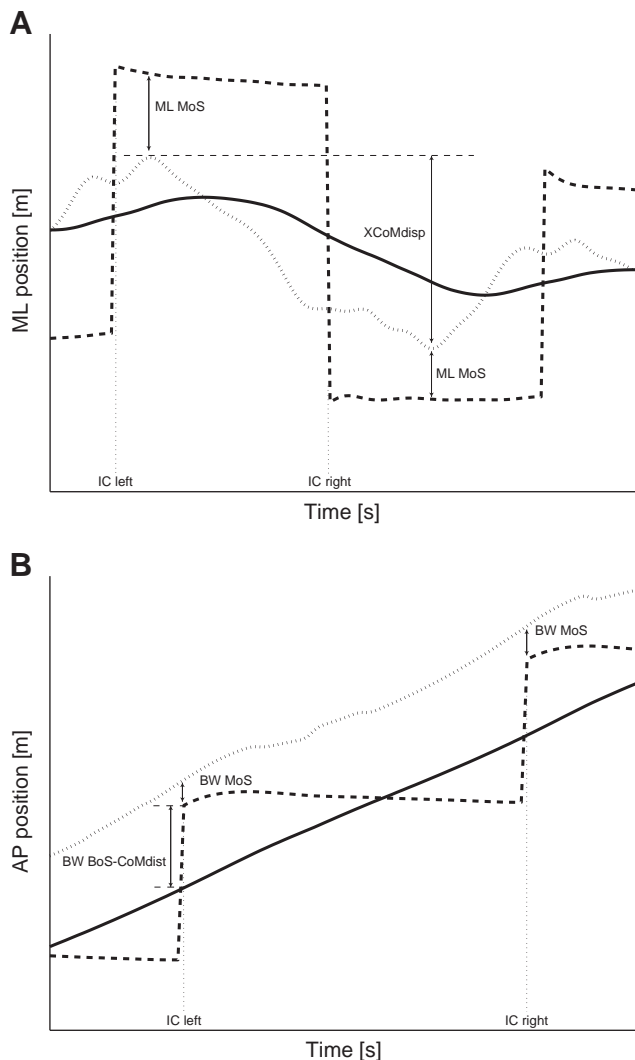 A
ML MoS
XCoMdisp
ML MoS
ML position [m]
IC left
IC right
Time [s]
B
BW MoS
BW MoS
BW BoS-CoMdist
AP position [m]
IC left
IC right
Time [s]